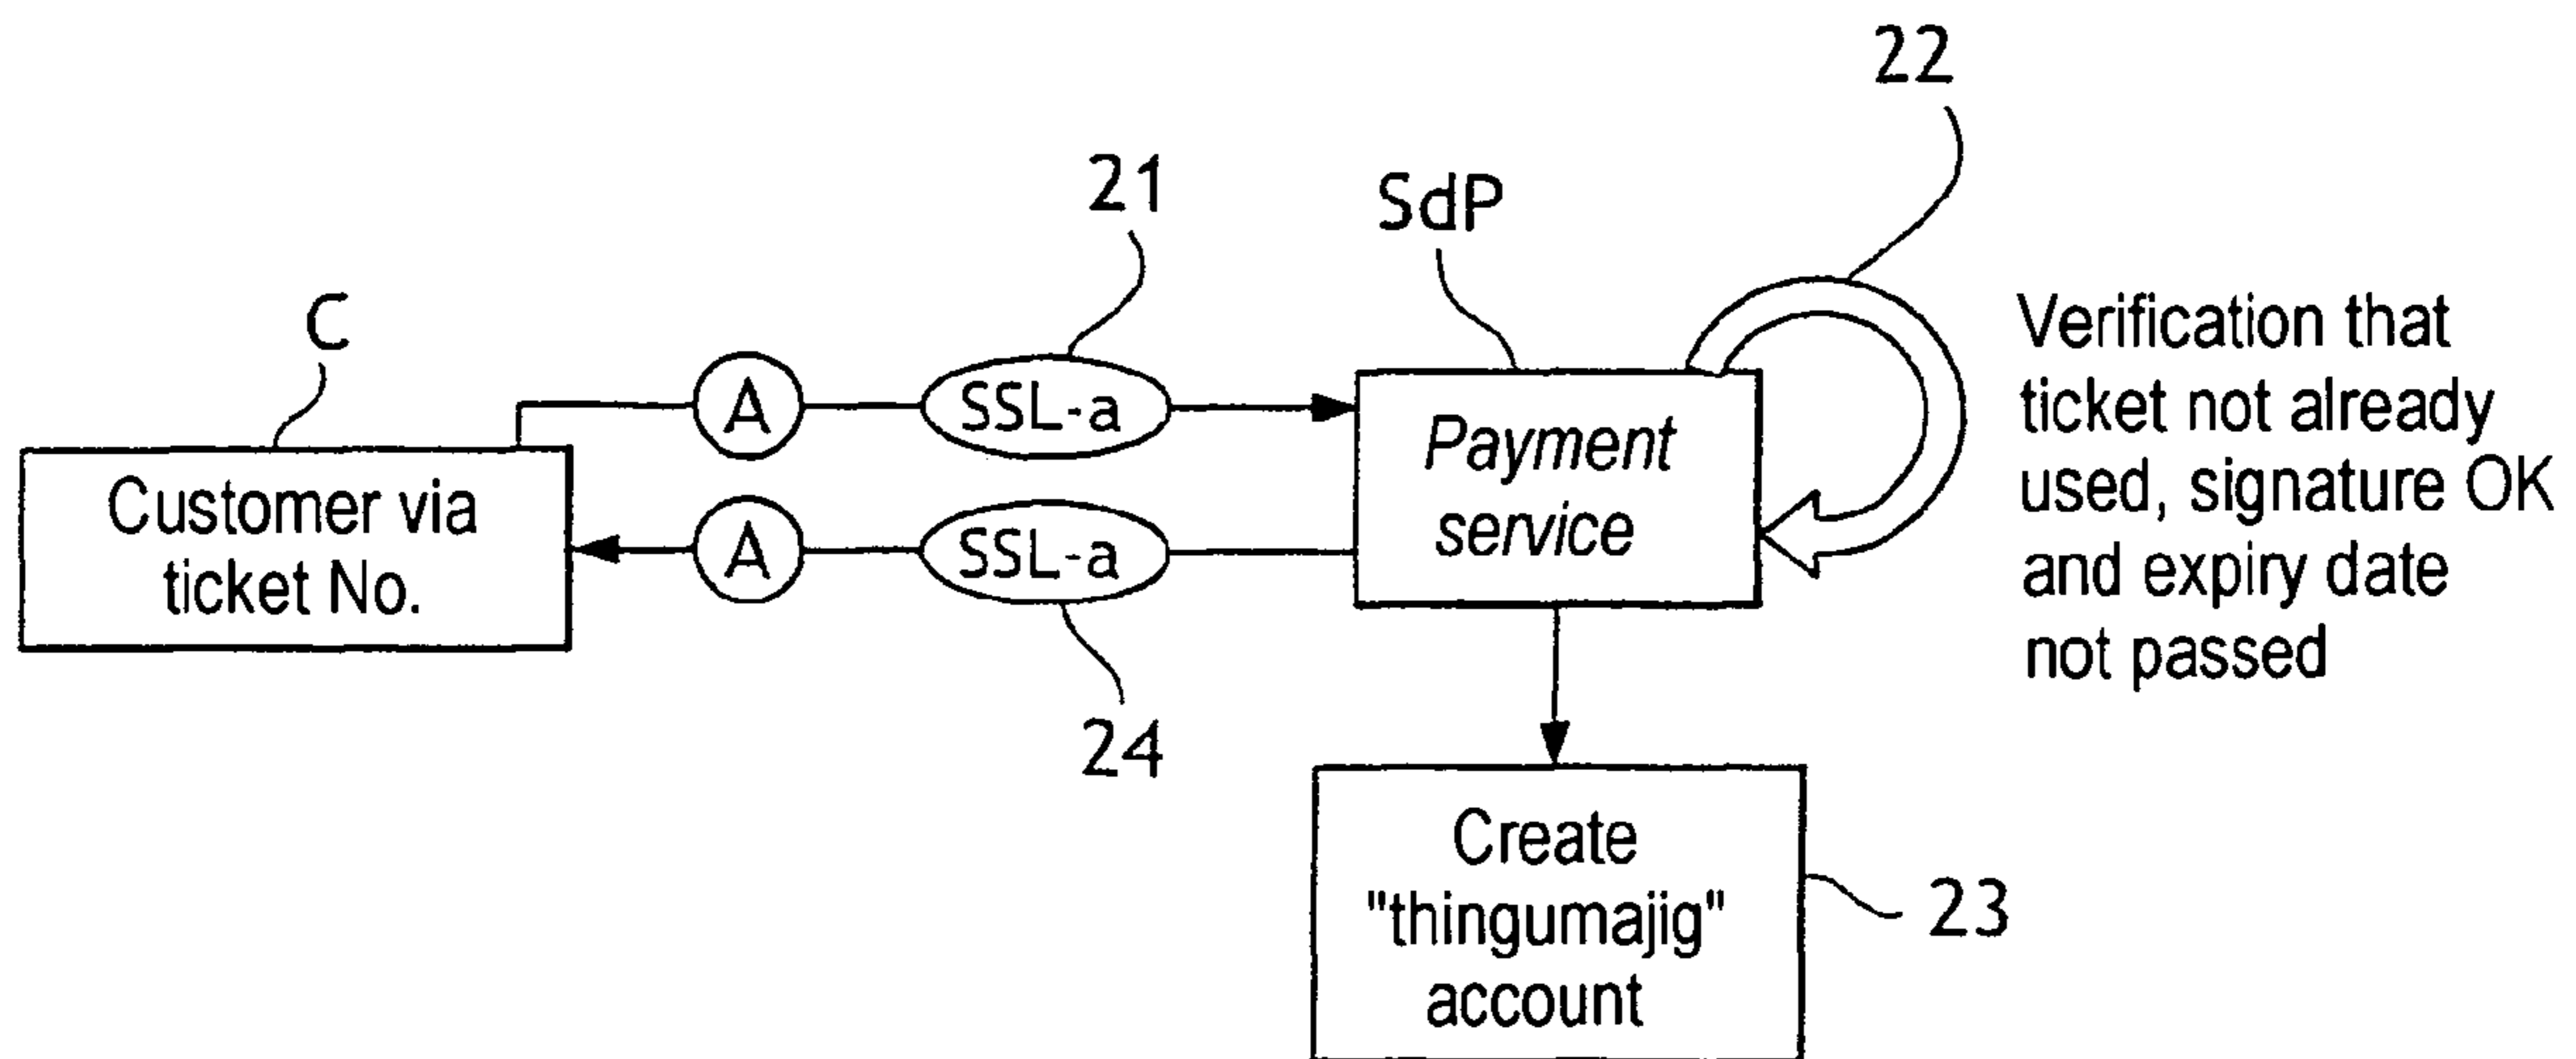 22
21
SdP
C
A
SSL-a
Verification that
ticket not already
used, signature OK
and expiry date
not passed
Payment
service
Customer via
ticket No.
A
SSL-a
24
Create
"thingumajig"
account
23